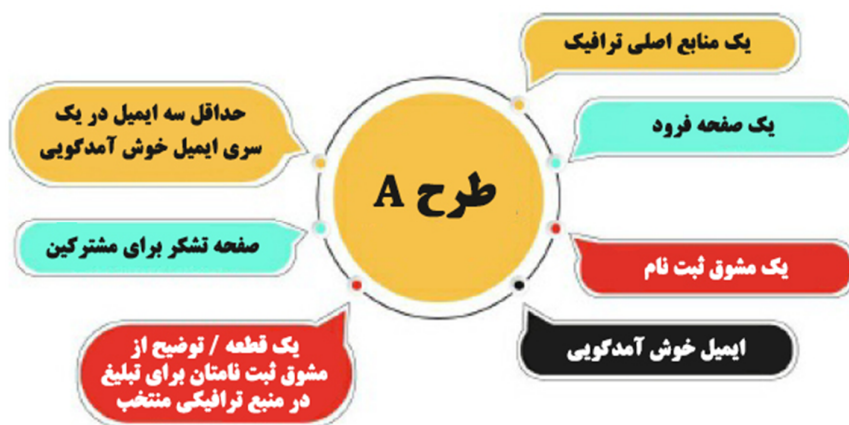 یک منابع اصلی ترافیک
یک صفحه فرود
یک مشوق ثبت نام
ایمیل خوش آمدگویی
طرح A
حداقل سه ایمیل در یک
سری ایمیل خوش آمدگویی
صفحه تشکر برای مشترکین
یک قطعه / توضیح از
مشوق ثبت نامتان برای تبلیغ
در منبع ترافیکی منتخب